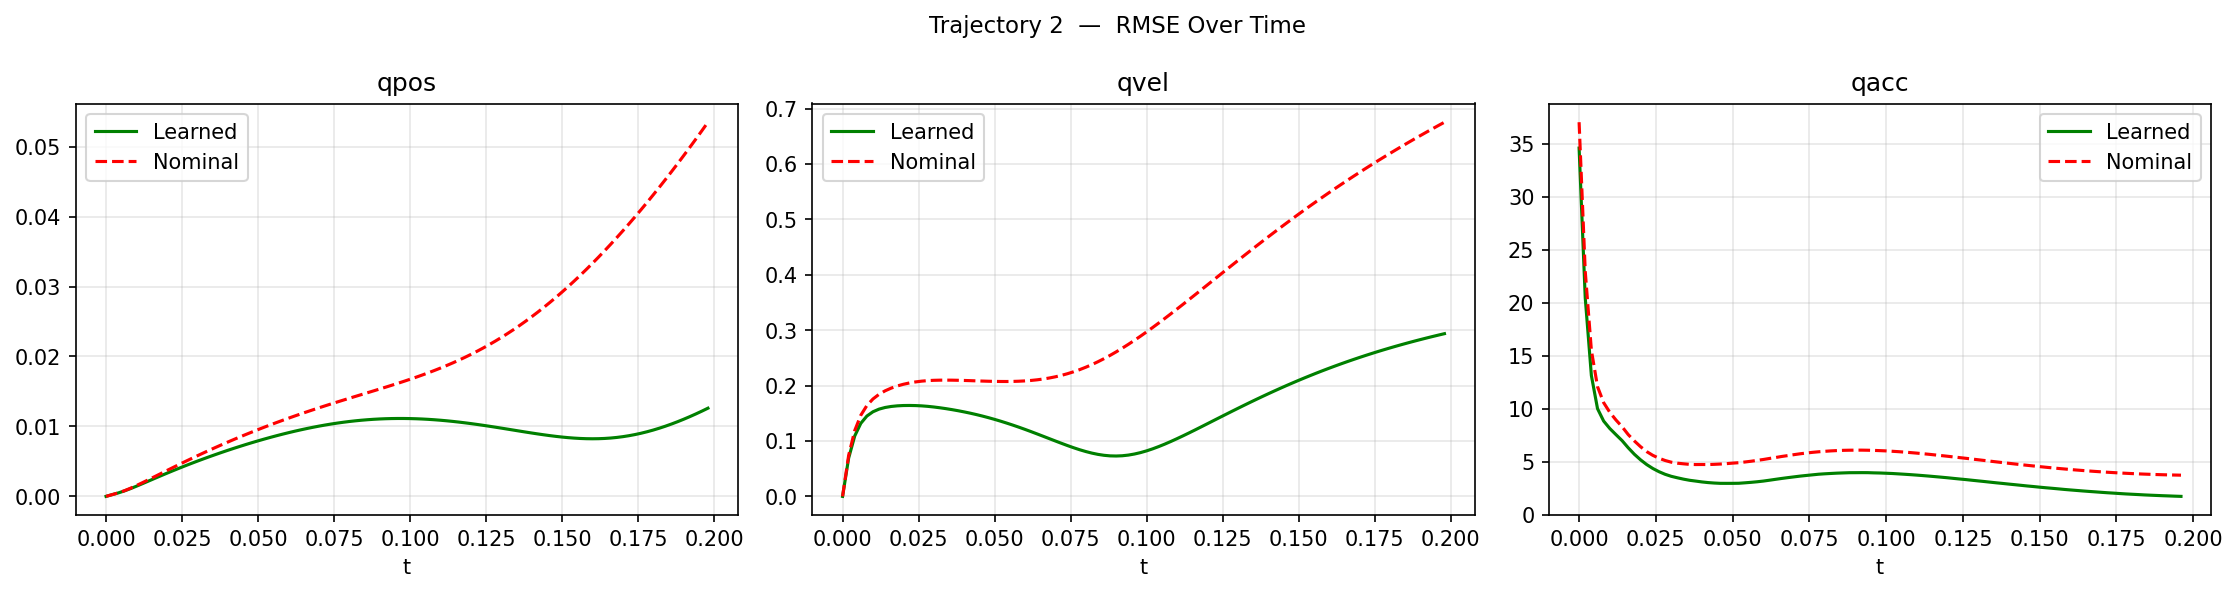 Trajectory 2 — RMSE Over Time
qpos
Learned
Nominal
0.05
0.04
0.03
0.02
0.01
0.00
0.000 0.025 0.050 0.075 0.100 0.125 0.150 0.175 0.200
t
qvel
Learned
Nominal
0.7
0.6
0.5
0.4
0.3
0.2
0.1
0.0
0.000 0.025 0.050 0.075 0.100 0.125 0.150 0.175 0.200
t
qacc
Learned
Nominal
35
30
25
20
15
10
5
0
0.000 0.025 0.050 0.075 0.100 0.125 0.150 0.175 0.200
t